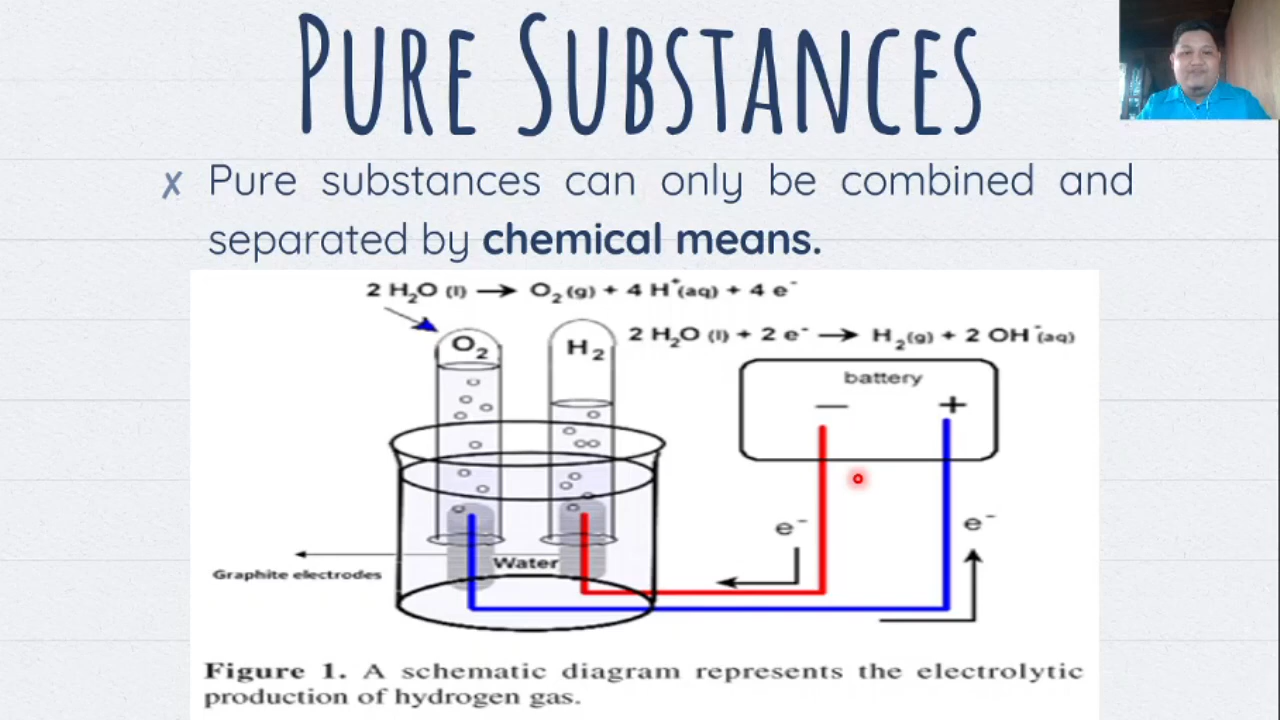 PURE SUBSTANCES
✗ Pure substances can only be combined and
separated by chemical means.
2 H₂O (l) → O₂ (g) + 4 H⁺(aq) + 4 e⁻
2 H₂O (l) + 2 e⁻ → H₂(g) + 2 OH⁻(aq)
O₂
H₂
battery
− +
e⁻
e⁻
Water
Graphite electrodes
Figure 1. A schematic diagram represents the electrolytic
production of hydrogen gas.